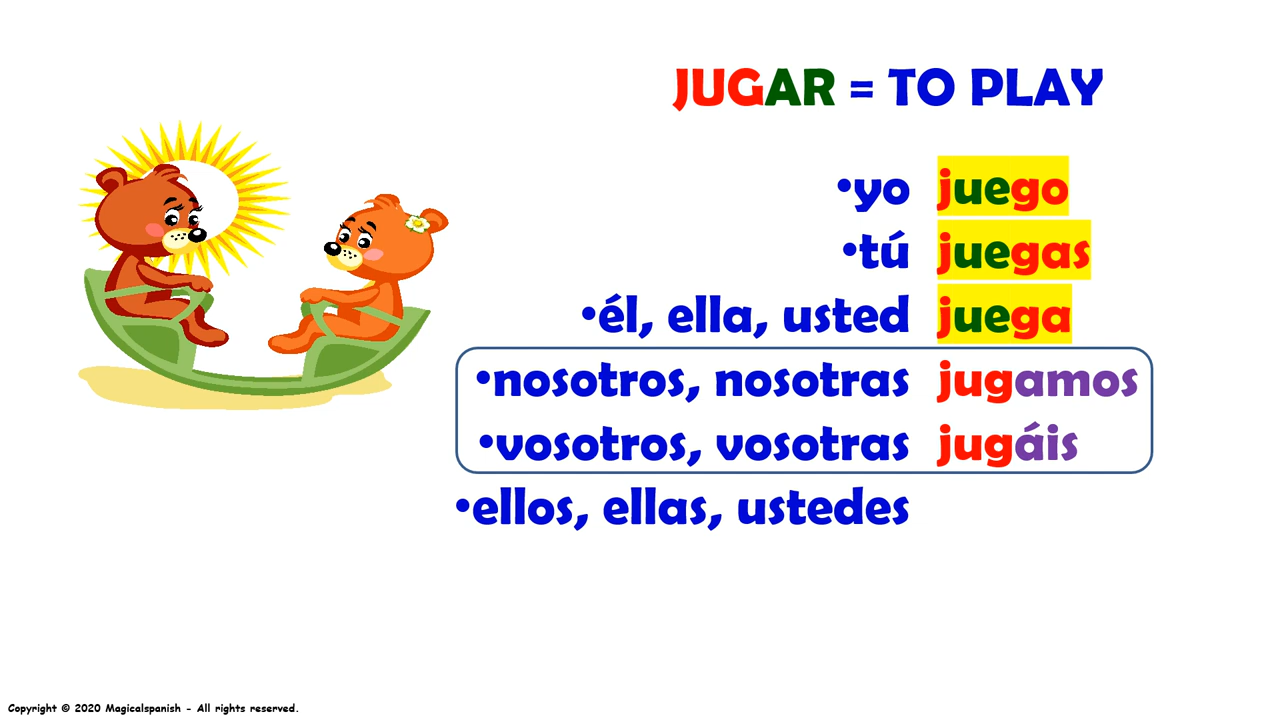 JUGAR = TO PLAY
•yo juego
•tú juegas
•él, ella, usted juega
•nosotros, nosotras jugamos
•vosotros, vosotras jugáis
•ellos, ellas, ustedes
Copyright © 2020 Magicalspanish - All rights reserved.